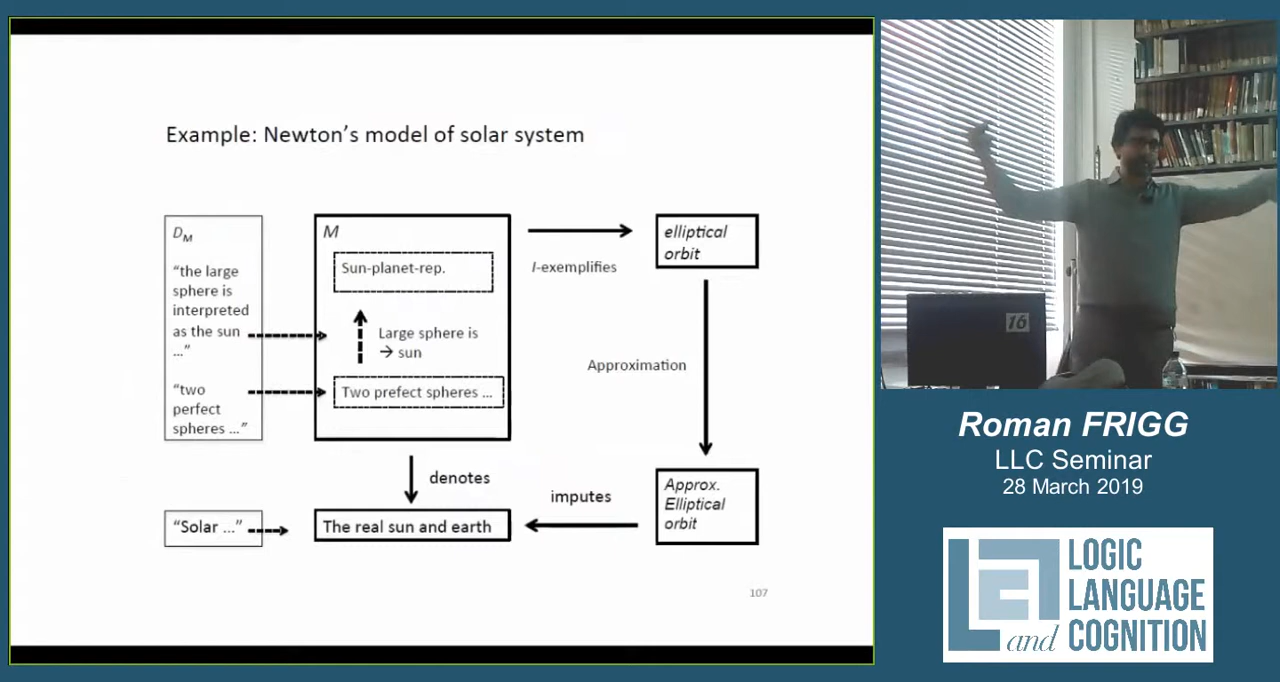 Example: Newton's model of solar system
D_M
"the large
sphere is
interpreted
as the sun
..."
"two
perfect
spheres ..."
M
Sun-planet-rep.
Large sphere is
→ sun
Two prefect spheres ...
I-exemplifies
elliptical
orbit
Approximation
denotes
imputes
Approx.
Elliptical
orbit
"Solar ..."
The real sun and earth
107
16
Roman FRIGG
LLC Seminar
28 March 2019
LOGIC
LANGUAGE
and COGNITION